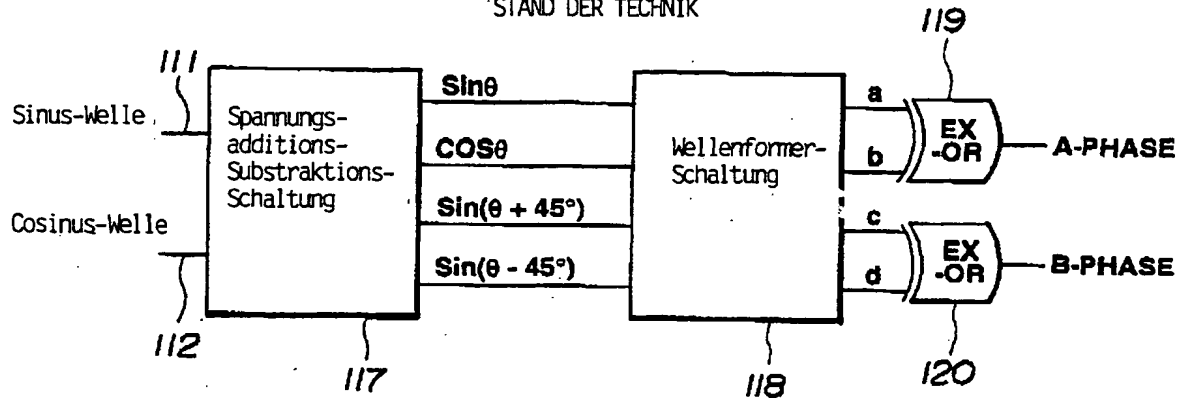 STAND DER TECHNIK
119
111
Sinus-Welle
Spannungs-
additions-
Substraktions-
Schaltung
Sinθ
COSθ
Sin(θ + 45°)
Sin(θ - 45°)
Wellenformer-
Schaltung
a
b
c
d
EX
-OR
A-PHASE
EX
-OR
B-PHASE
Cosinus-Welle
112
117
118
120